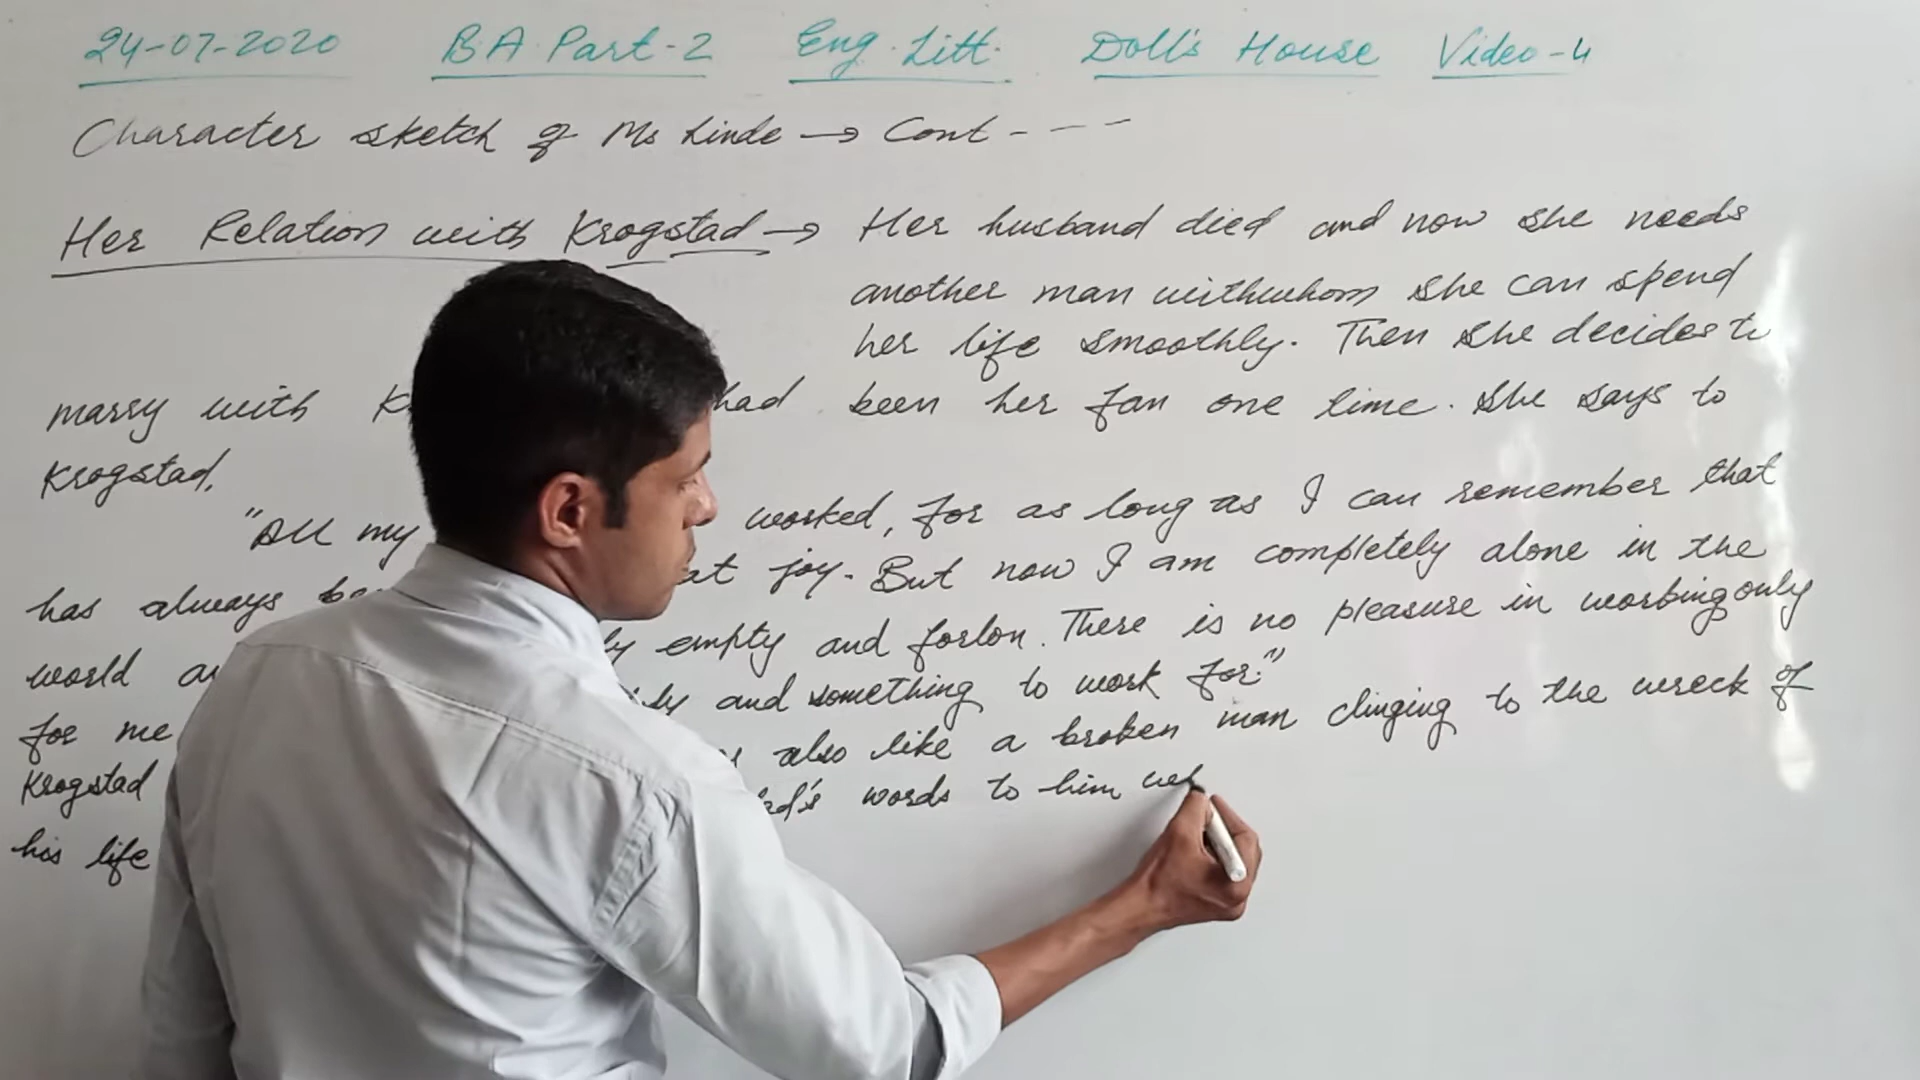 24-07-2020 BA Part-2 Eng. Litt. Doll's House Video-4
Character sketch of Ms Linde → Cont - - - -
Her Relation with Krogstad → Her husband died and now she needs
another man withwhom she can spend
her life smoothly. Then she decides to
marry with had been her fan one time. She says to
Krogstad,
"All my worked, for as long as I can remember that
has always joy. But now I am completely alone in the
world empty and forlon. There is no pleasure in working only
for me and something to work for."
Krogstad also like a broken man clinging to the wreck of
his life words to him